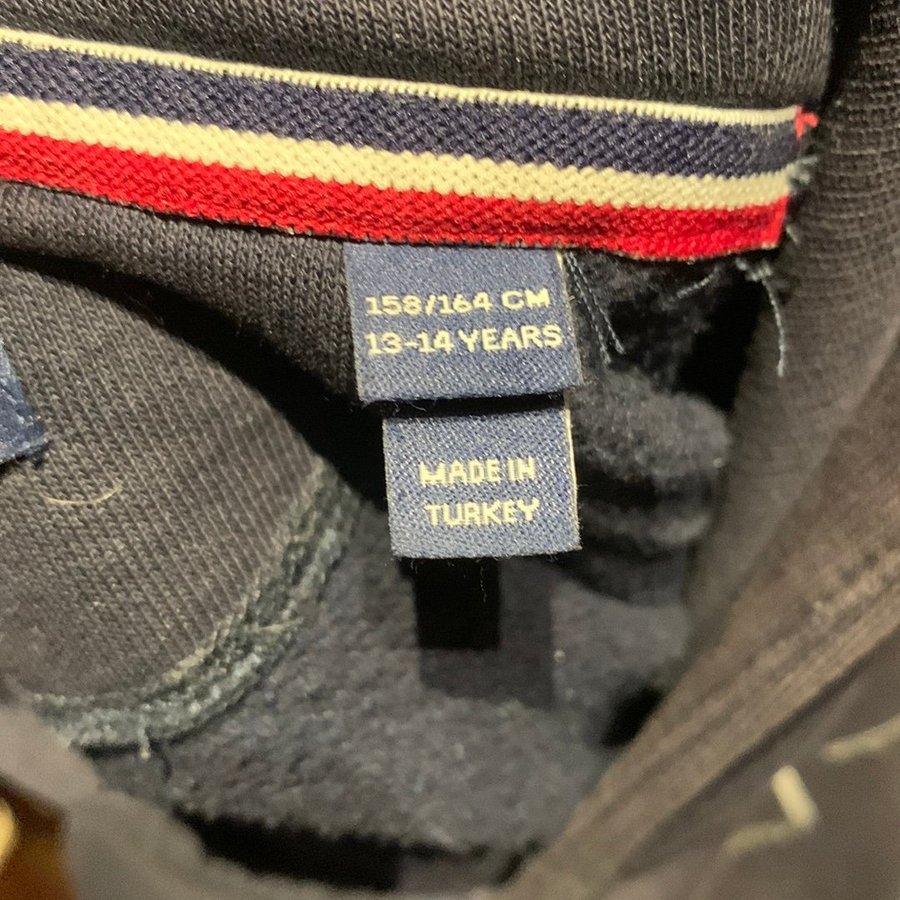 158/164 CM
13-14 YEARS
MADE IN
TURKEY